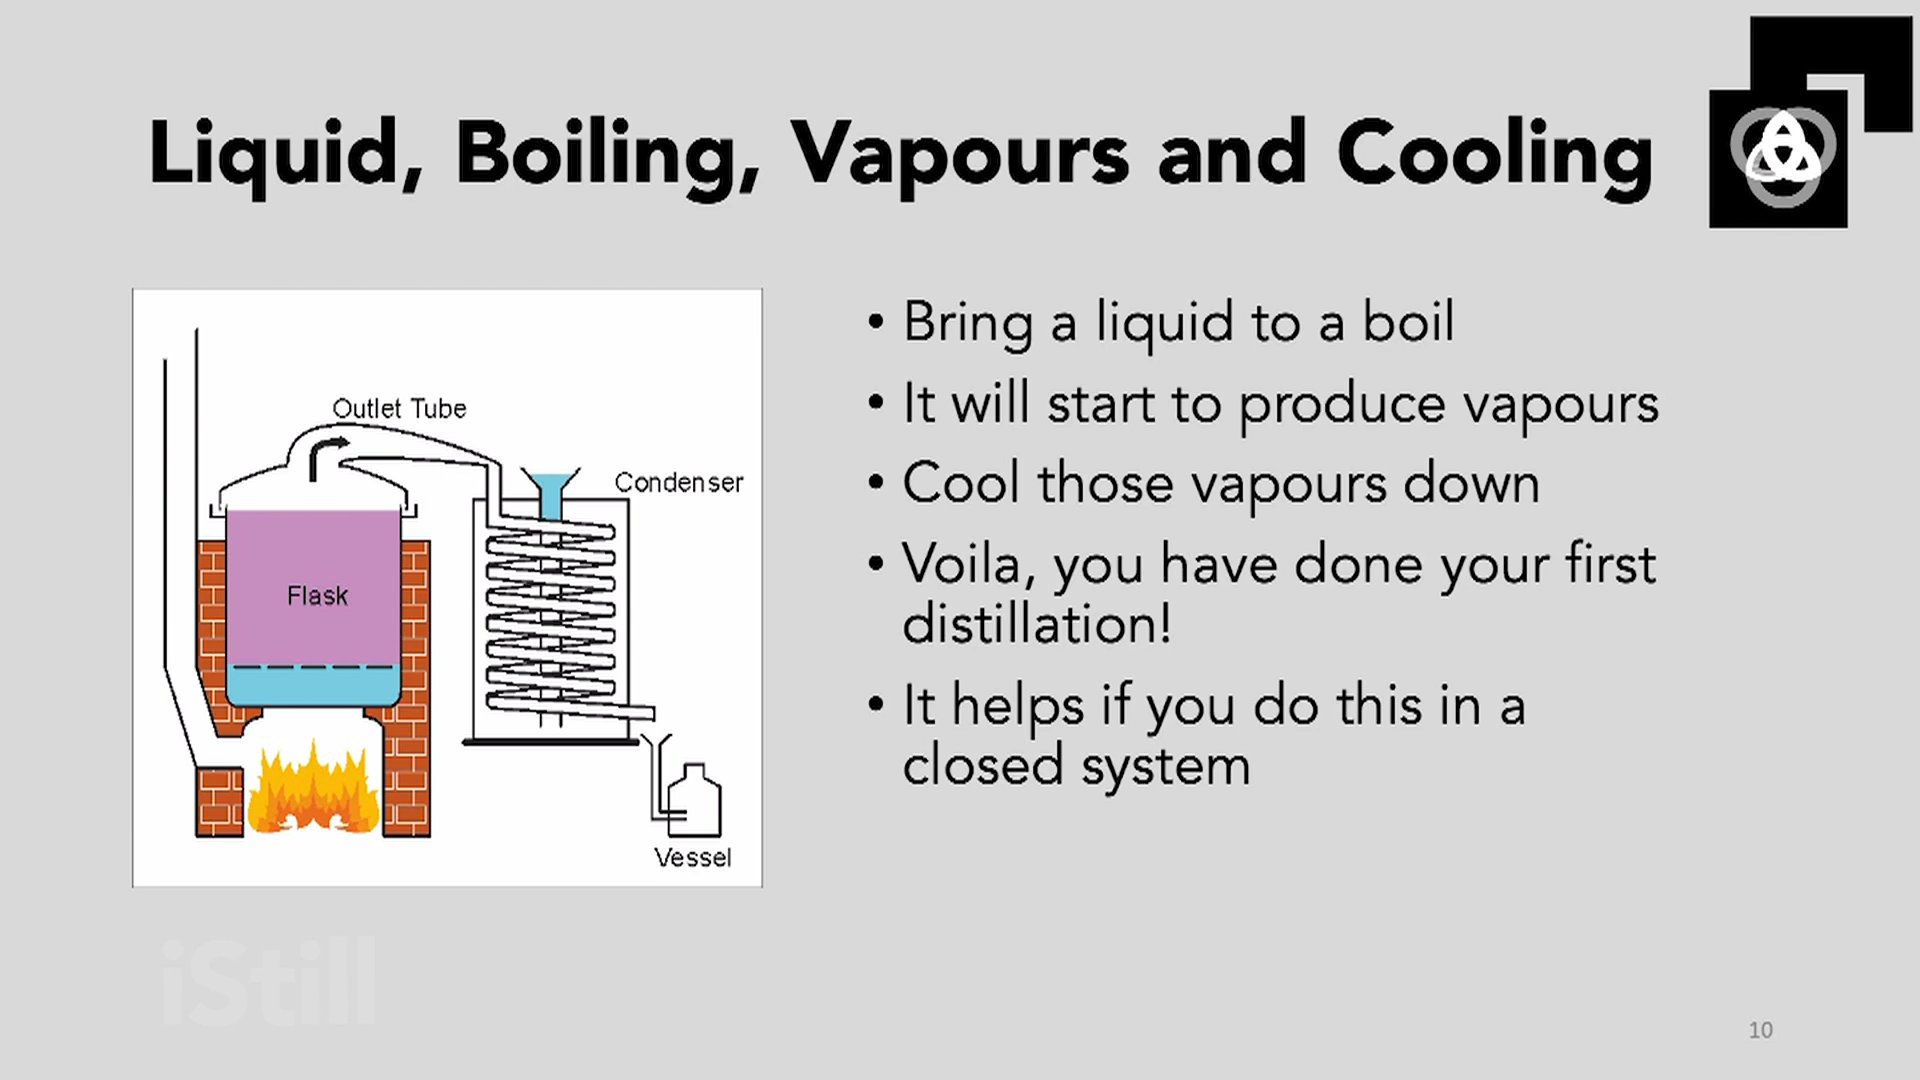 Liquid, Boiling, Vapours and Cooling
Outlet Tube
Condenser
Flask
Vessel
• Bring a liquid to a boil
• It will start to produce vapours
• Cool those vapours down
• Voila, you have done your first
distillation!
• It helps if you do this in a
closed system
iStill
10